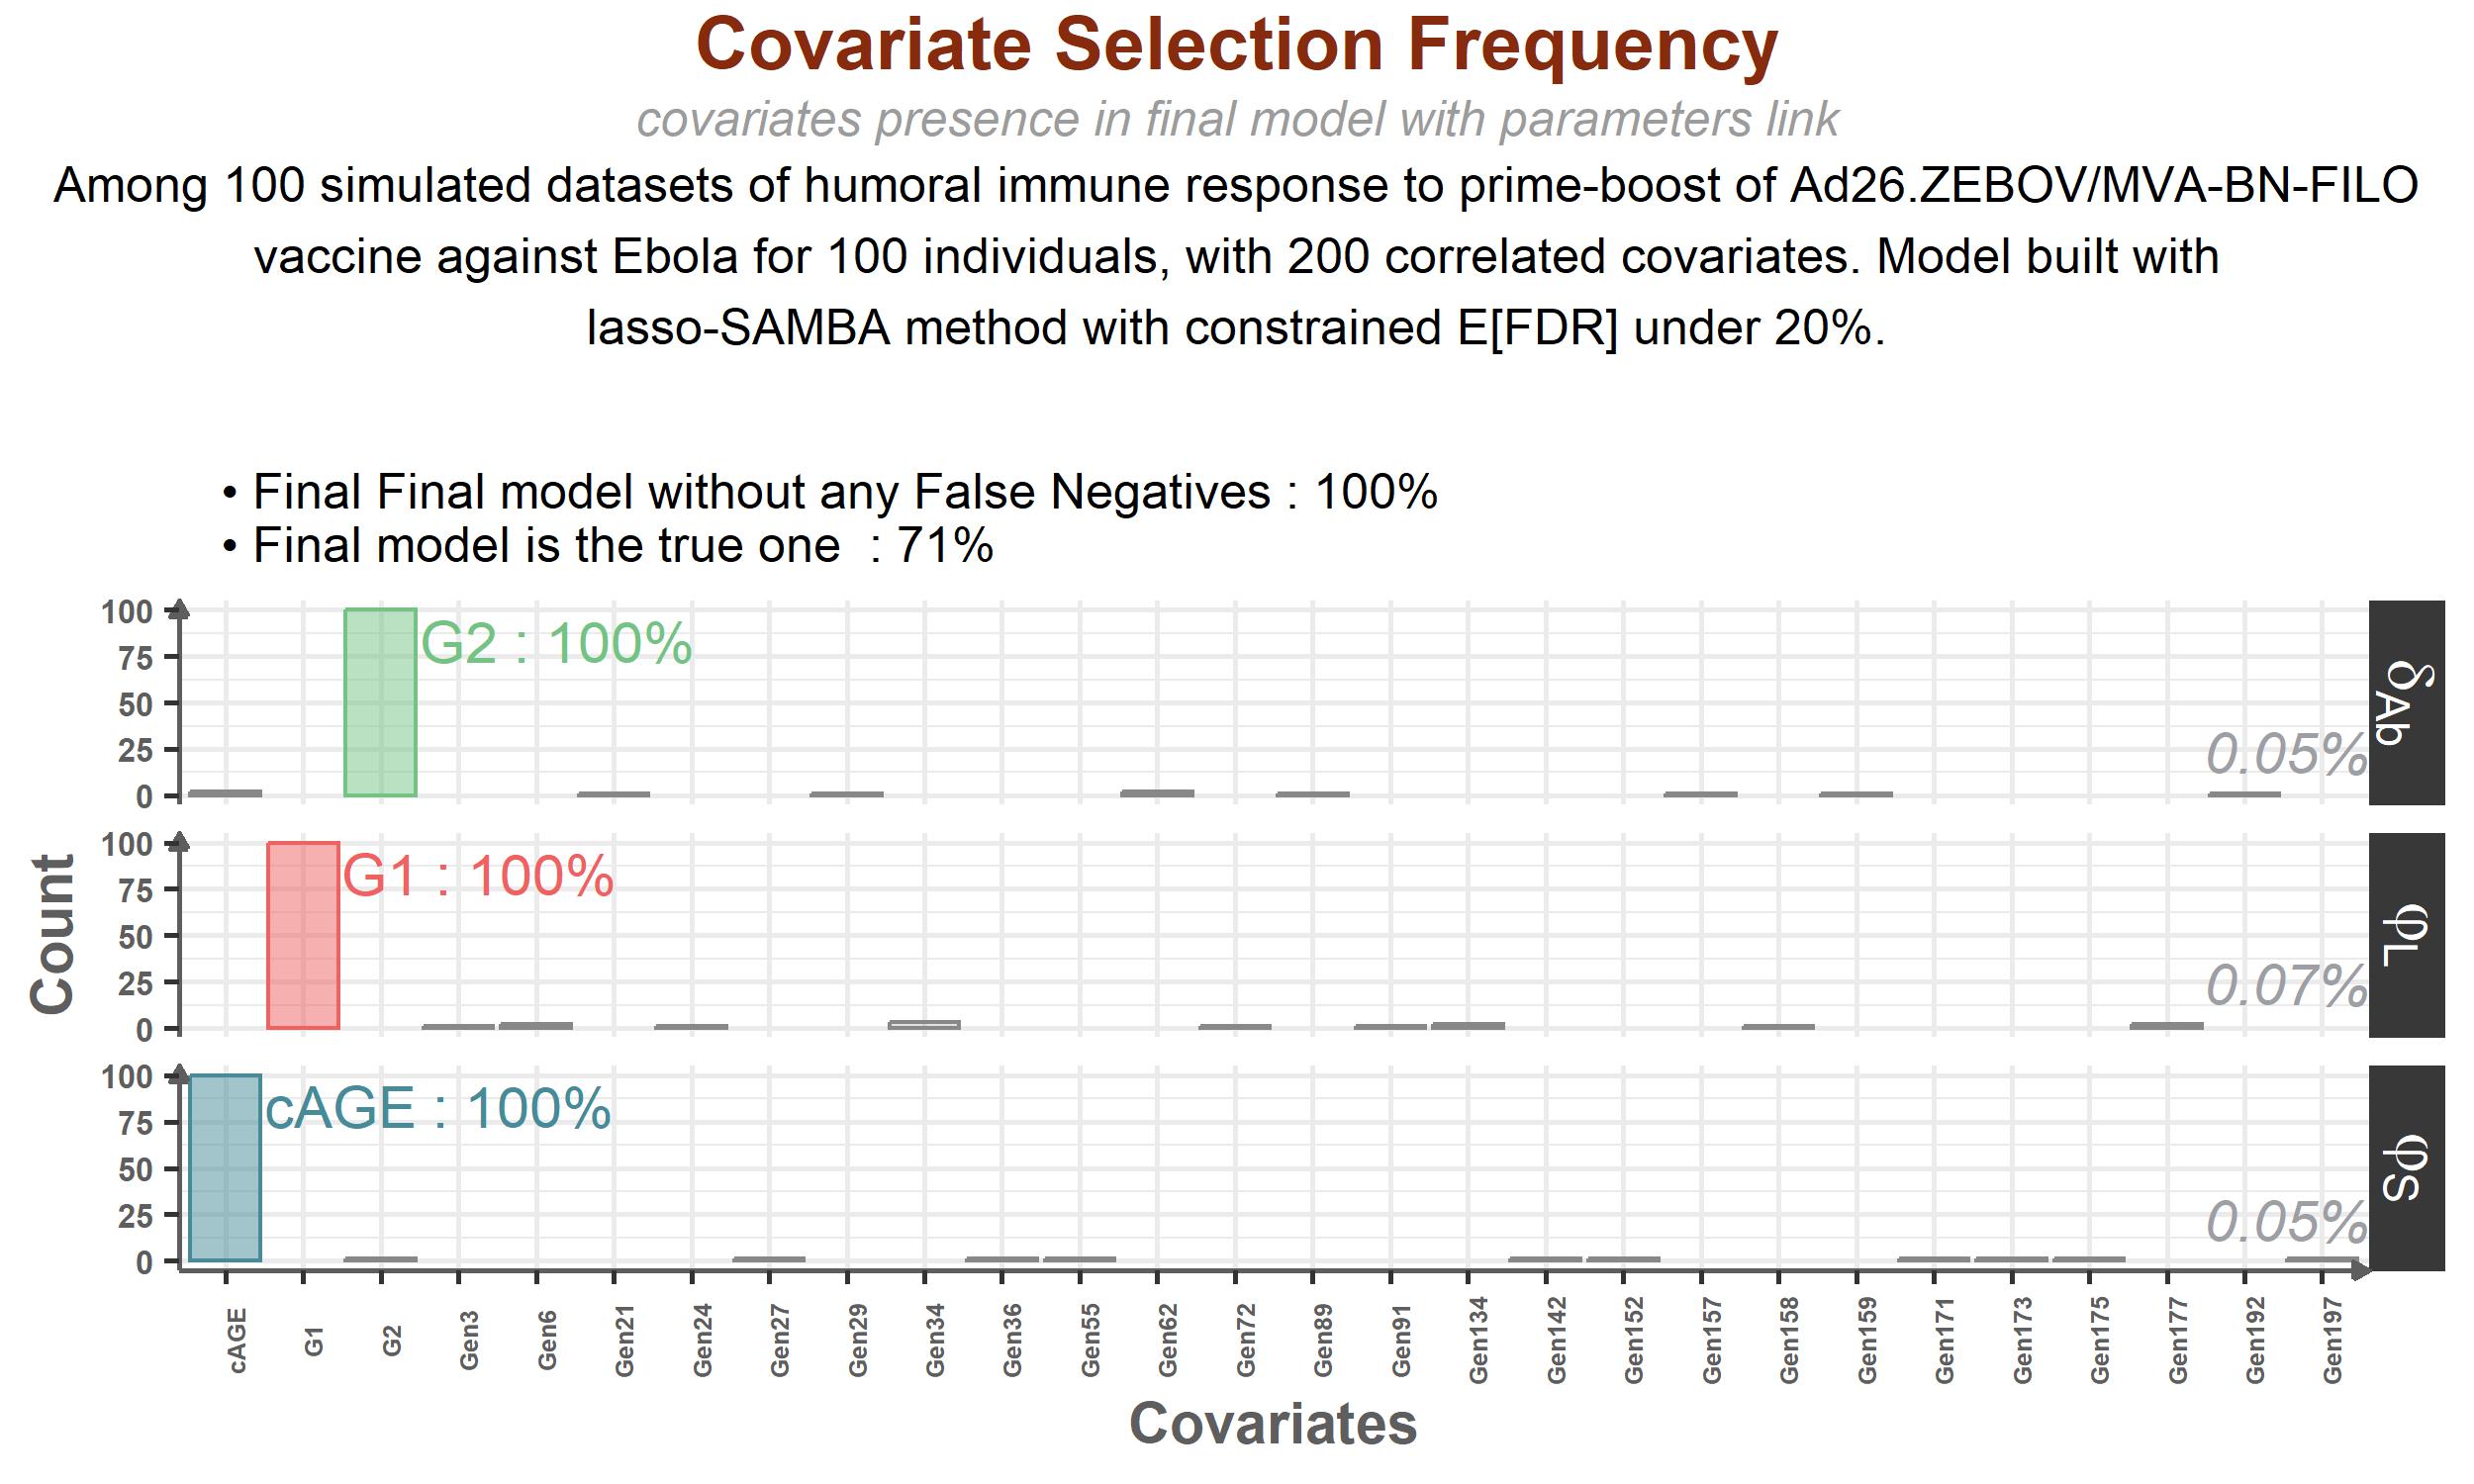 Covariate Selection Frequency
covariates presence in final model with parameters link
Among 100 simulated datasets of humoral immune response to prime-boost of Ad26.ZEBOV/MVA-BN-FILO
vaccine against Ebola for 100 individuals, with 200 correlated covariates. Model built with
lasso-SAMBA method with constrained E[FDR] under 20%.
• Final Final model without any False Negatives : 100%
• Final model is the true one : 71%
Count
100
75
50
25
0
G2 : 100%
0.05%
δAb
100
75
50
25
0
G1 : 100%
0.07%
φL
100
75
50
25
0
cAGE : 100%
0.05%
φS
cAGE
G1
G2
Gen3
Gen6
Gen21
Gen24
Gen27
Gen29
Gen34
Gen36
Gen55
Gen62
Gen72
Gen89
Gen91
Gen134
Gen142
Gen152
Gen157
Gen158
Gen159
Gen171
Gen173
Gen175
Gen177
Gen192
Gen197
Covariates